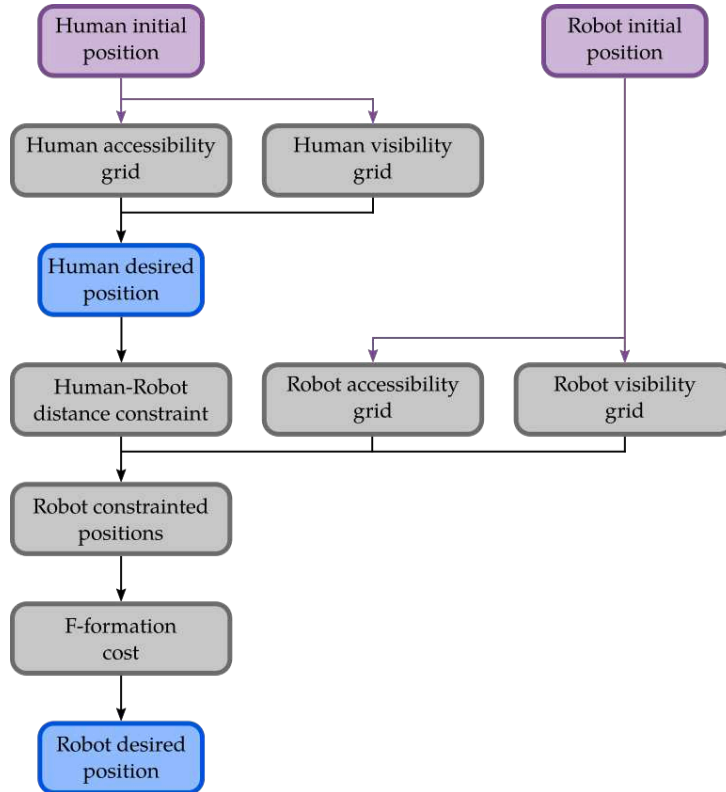 Human initial
position
Robot initial
position
Human accessibility
grid
Human visibility
grid
Human desired
position
Human-Robot
distance constraint
Robot accessibility
grid
Robot visibility
grid
Robot constrainted
positions
F-formation
cost
Robot desired
position